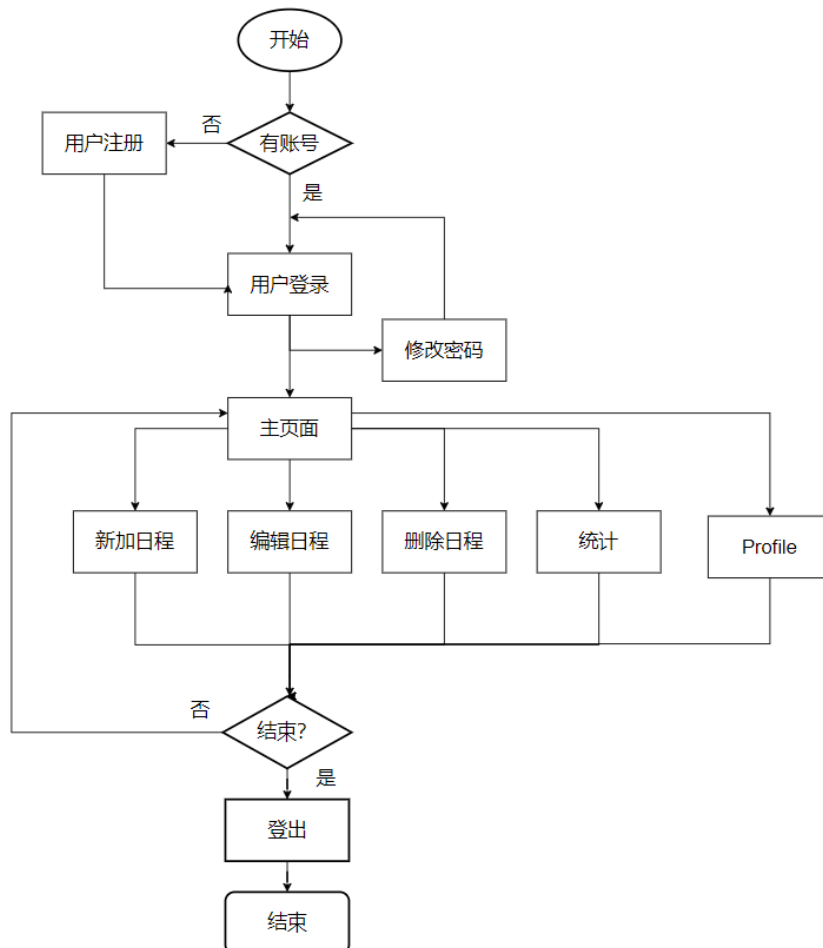 开始
否
用户注册
有账号
是
用户登录
修改密码
主页面
新加日程
编辑日程
删除日程
统计
Profile
否
结束?
是
登出
结束